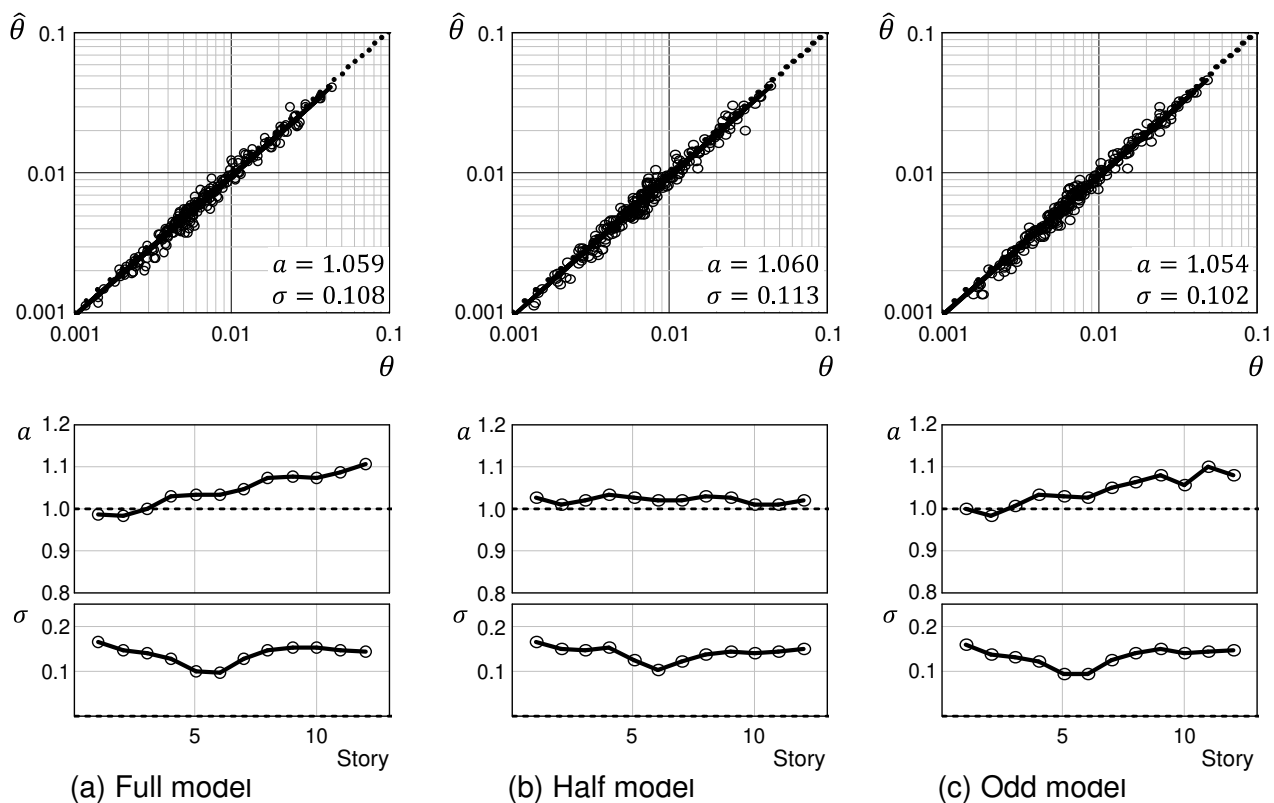 θ̂ 0.1
0.01
0.001
0.001 0.01 0.1
θ
a = 1.059
σ = 0.108
θ̂ 0.1
0.01
0.001
0.001 0.01 0.1
θ
a = 1.060
σ = 0.113
θ̂ 0.1
0.01
0.001
0.001 0.01 0.1
θ
a = 1.054
σ = 0.102
a 1.2
1.1
1.0
0.9
0.8
σ 0.2
0.1
5 10
Story
(a) Full model
a 1.2
1.1
1.0
0.9
0.8
σ 0.2
0.1
5 10
Story
(b) Half model
a 1.2
1.1
1.0
0.9
0.8
σ 0.2
0.1
5 10
Story
(c) Odd model